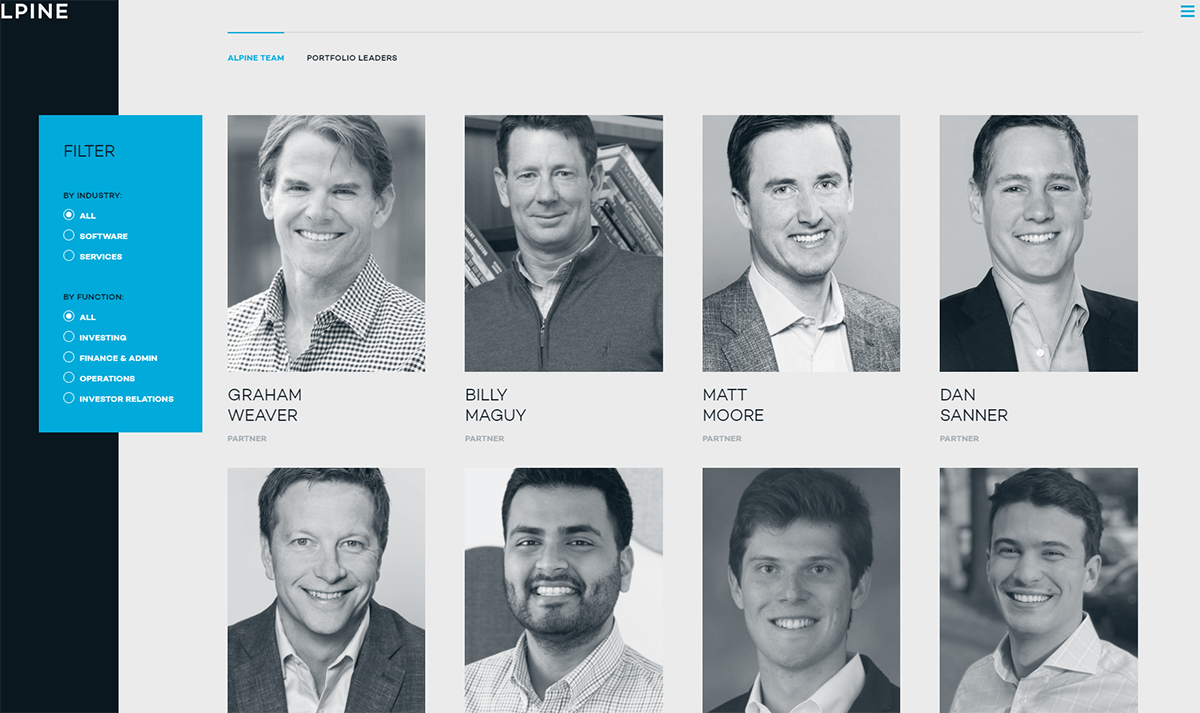 LPINE
ALPINE TEAM
PORTFOLIO LEADERS
FILTER
BY INDUSTRY:
ALL
SOFTWARE
SERVICES
BY FUNCTION:
ALL
INVESTING
FINANCE & ADMIN
OPERATIONS
INVESTOR RELATIONS
GRAHAM
WEAVER
PARTNER
BILLY
MAGUY
PARTNER
MATT
MOORE
PARTNER
DAN
SANNER
PARTNER